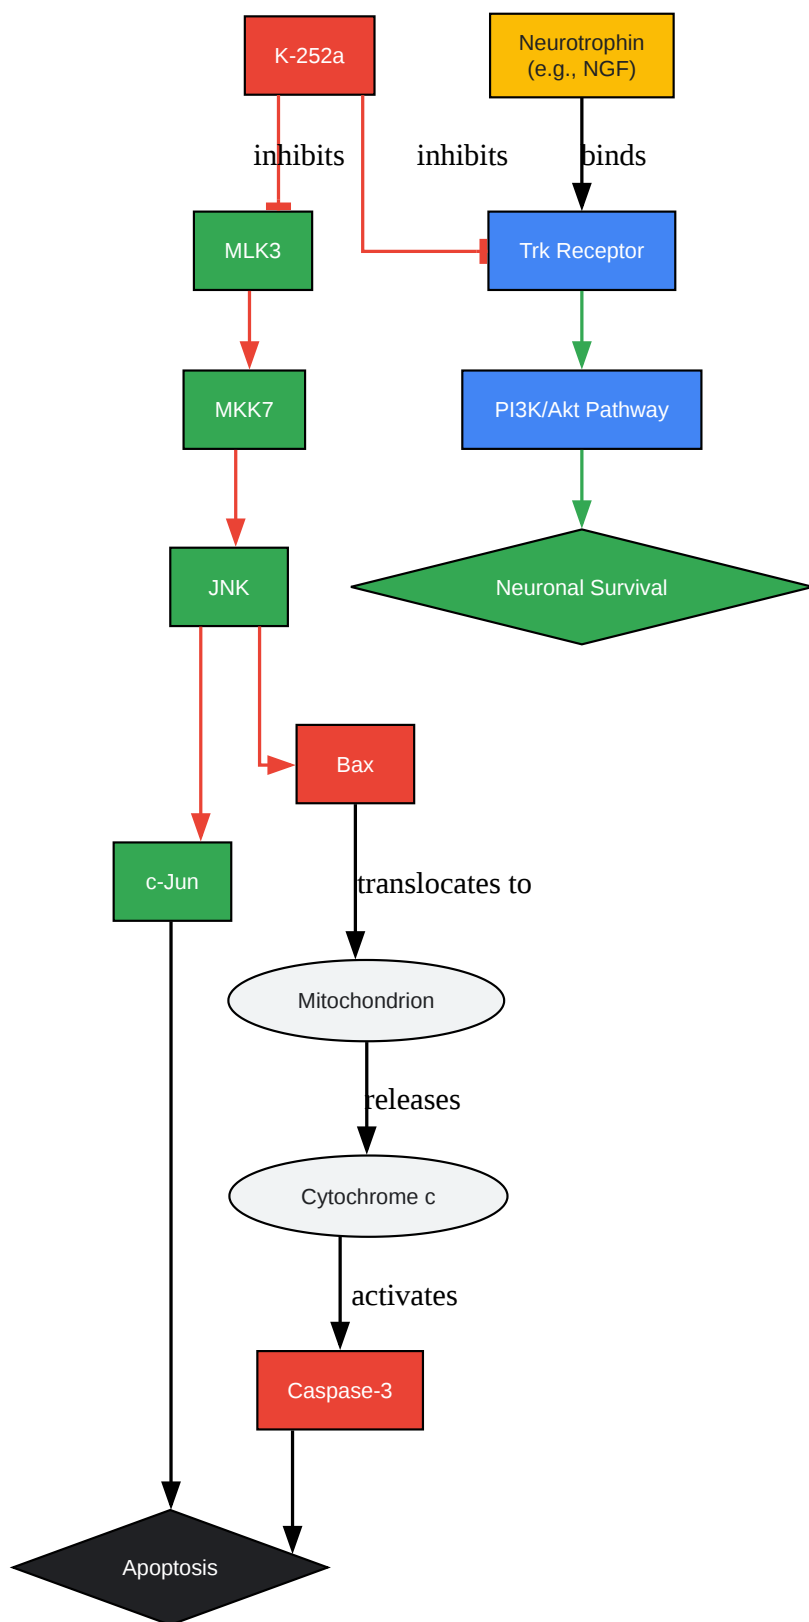 K-252a
Neurotrophin
(e.g., NGF)
inhibits
inhibits
binds
MLK3
Trk Receptor
MKK7
PI3K/Akt Pathway
JNK
Neuronal Survival
Bax
c-Jun
translocates to
Mitochondrion
releases
Cytochrome c
activates
Caspase-3
Apoptosis